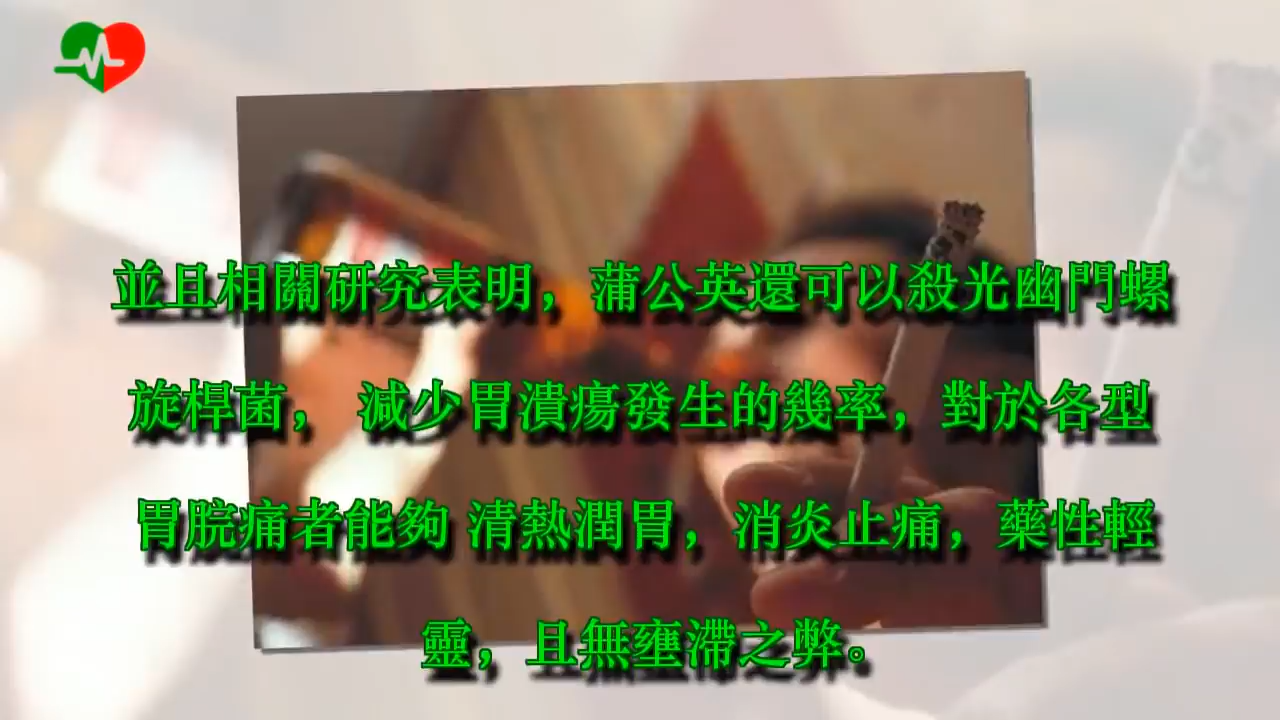 並且相關研究表明，蒲公英還可以殺光幽門螺
旋桿菌， 減少胃潰瘍發生的幾率，對於各型
胃脘痛者能夠 清熱潤胃，消炎止痛，藥性輕
靈，且無壅滯之弊。